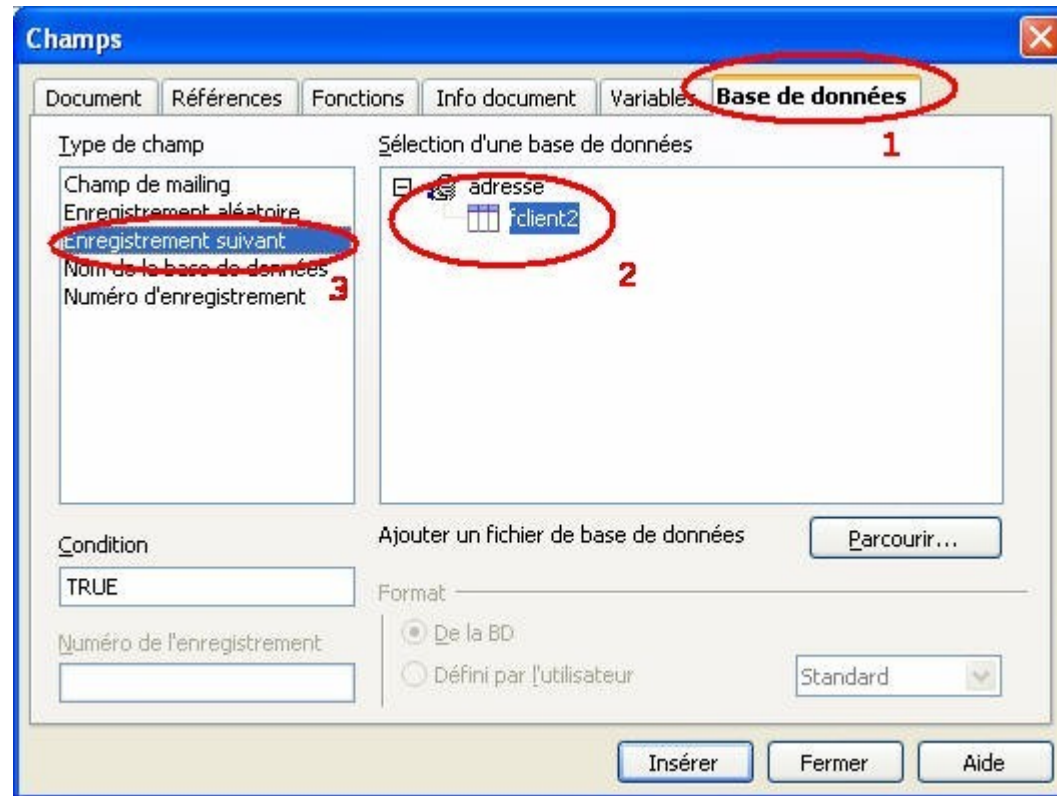 Champs
Document Références Fonctions Info document Variables Base de données
1
Type de champ
Sélection d'une base de données
Champ de mailing
Enregistrement aléatoire
Enregistrement suivant
Nom de la base de données
Numéro d'enregistrement
3
adresse
fclient2
2
Condition
TRUE
Numéro de l'enregistrement
Ajouter un fichier de base de données
Parcourir...
Format
De la BD
Défini par l'utilisateur
Standard
Insérer Fermer Aide